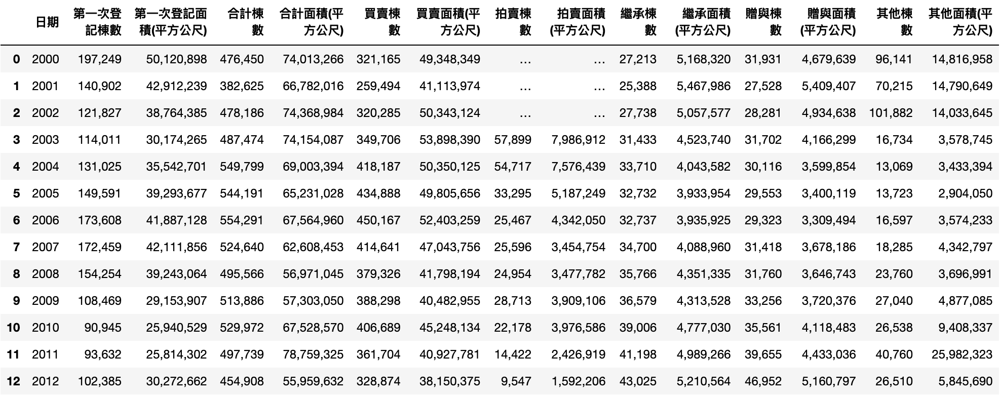 日期 第一次登記棟數 第一次登記面積(平方公尺) 合計棟數 合計面積(平方公尺) 買賣棟數 買賣面積(平方公尺) 拍賣棟數 拍賣面積(平方公尺) 繼承棟數 繼承面積(平方公尺) 贈與棟數 贈與面積(平方公尺) 其他棟數 其他面積(平方公尺)
0 2000 197,249 50,120,898 476,450 74,013,266 321,165 49,348,349 … … 27,213 5,168,320 31,931 4,679,639 96,141 14,816,958
1 2001 140,902 42,912,239 382,625 66,782,016 259,494 41,113,974 … … 25,388 5,467,986 27,528 5,409,407 70,215 14,790,649
2 2002 121,827 38,764,385 478,186 74,368,984 320,285 50,343,124 … … 27,738 5,057,577 28,281 4,934,638 101,882 14,033,645
3 2003 114,011 30,174,265 487,474 74,154,087 349,706 53,898,390 57,899 7,986,912 31,433 4,523,740 31,702 4,166,299 16,734 3,578,745
4 2004 131,025 35,542,701 549,799 69,003,394 418,187 50,350,125 54,717 7,576,439 33,710 4,043,582 30,116 3,599,854 13,069 3,433,394
5 2005 149,591 39,293,677 544,191 65,231,028 434,888 49,805,656 33,295 5,187,249 32,732 3,933,954 29,553 3,400,119 13,723 2,904,050
6 2006 173,608 41,887,128 554,291 67,564,960 450,167 52,403,259 25,467 4,342,050 32,737 3,935,925 29,323 3,309,494 16,597 3,574,233
7 2007 172,459 42,111,856 524,640 62,608,453 414,641 47,043,756 25,596 3,454,754 34,700 4,088,960 31,418 3,678,186 18,285 4,342,797
8 2008 154,254 39,243,064 495,566 56,971,045 379,326 41,798,194 24,954 3,477,782 35,766 4,351,335 31,760 3,646,743 23,760 3,696,991
9 2009 108,469 29,153,907 513,886 57,303,050 388,298 40,482,955 28,713 3,909,106 36,579 4,313,528 33,256 3,720,376 27,040 4,877,085
10 2010 90,945 25,940,529 529,972 67,528,570 406,689 45,248,134 22,178 3,976,586 39,006 4,777,030 35,561 4,118,483 26,538 9,408,337
11 2011 93,632 25,814,302 497,739 78,759,325 361,704 40,927,781 14,422 2,426,919 41,198 4,989,266 39,655 4,433,036 40,760 25,982,323
12 2012 102,385 30,272,662 454,908 55,959,632 328,874 38,150,375 9,547 1,592,206 43,025 5,210,564 46,952 5,160,797 26,510 5,845,690